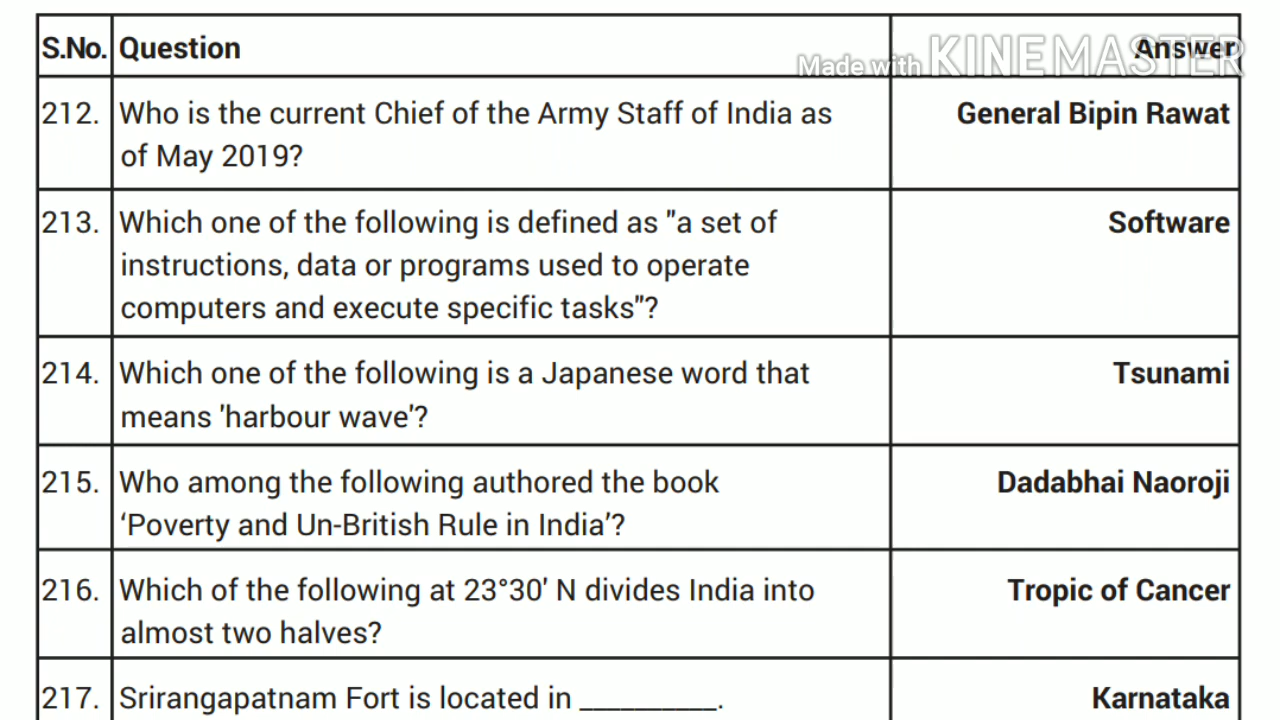 S.No. Question Answer
Made with KINEMASTER
212. Who is the current Chief of the Army Staff of India as General Bipin Rawat
of May 2019?
213. Which one of the following is defined as "a set of Software
instructions, data or programs used to operate
computers and execute specific tasks"?
214. Which one of the following is a Japanese word that Tsunami
means 'harbour wave'?
215. Who among the following authored the book Dadabhai Naoroji
‘Poverty and Un-British Rule in India’?
216. Which of the following at 23°30' N divides India into Tropic of Cancer
almost two halves?
217. Srirangapatnam Fort is located in __________. Karnataka